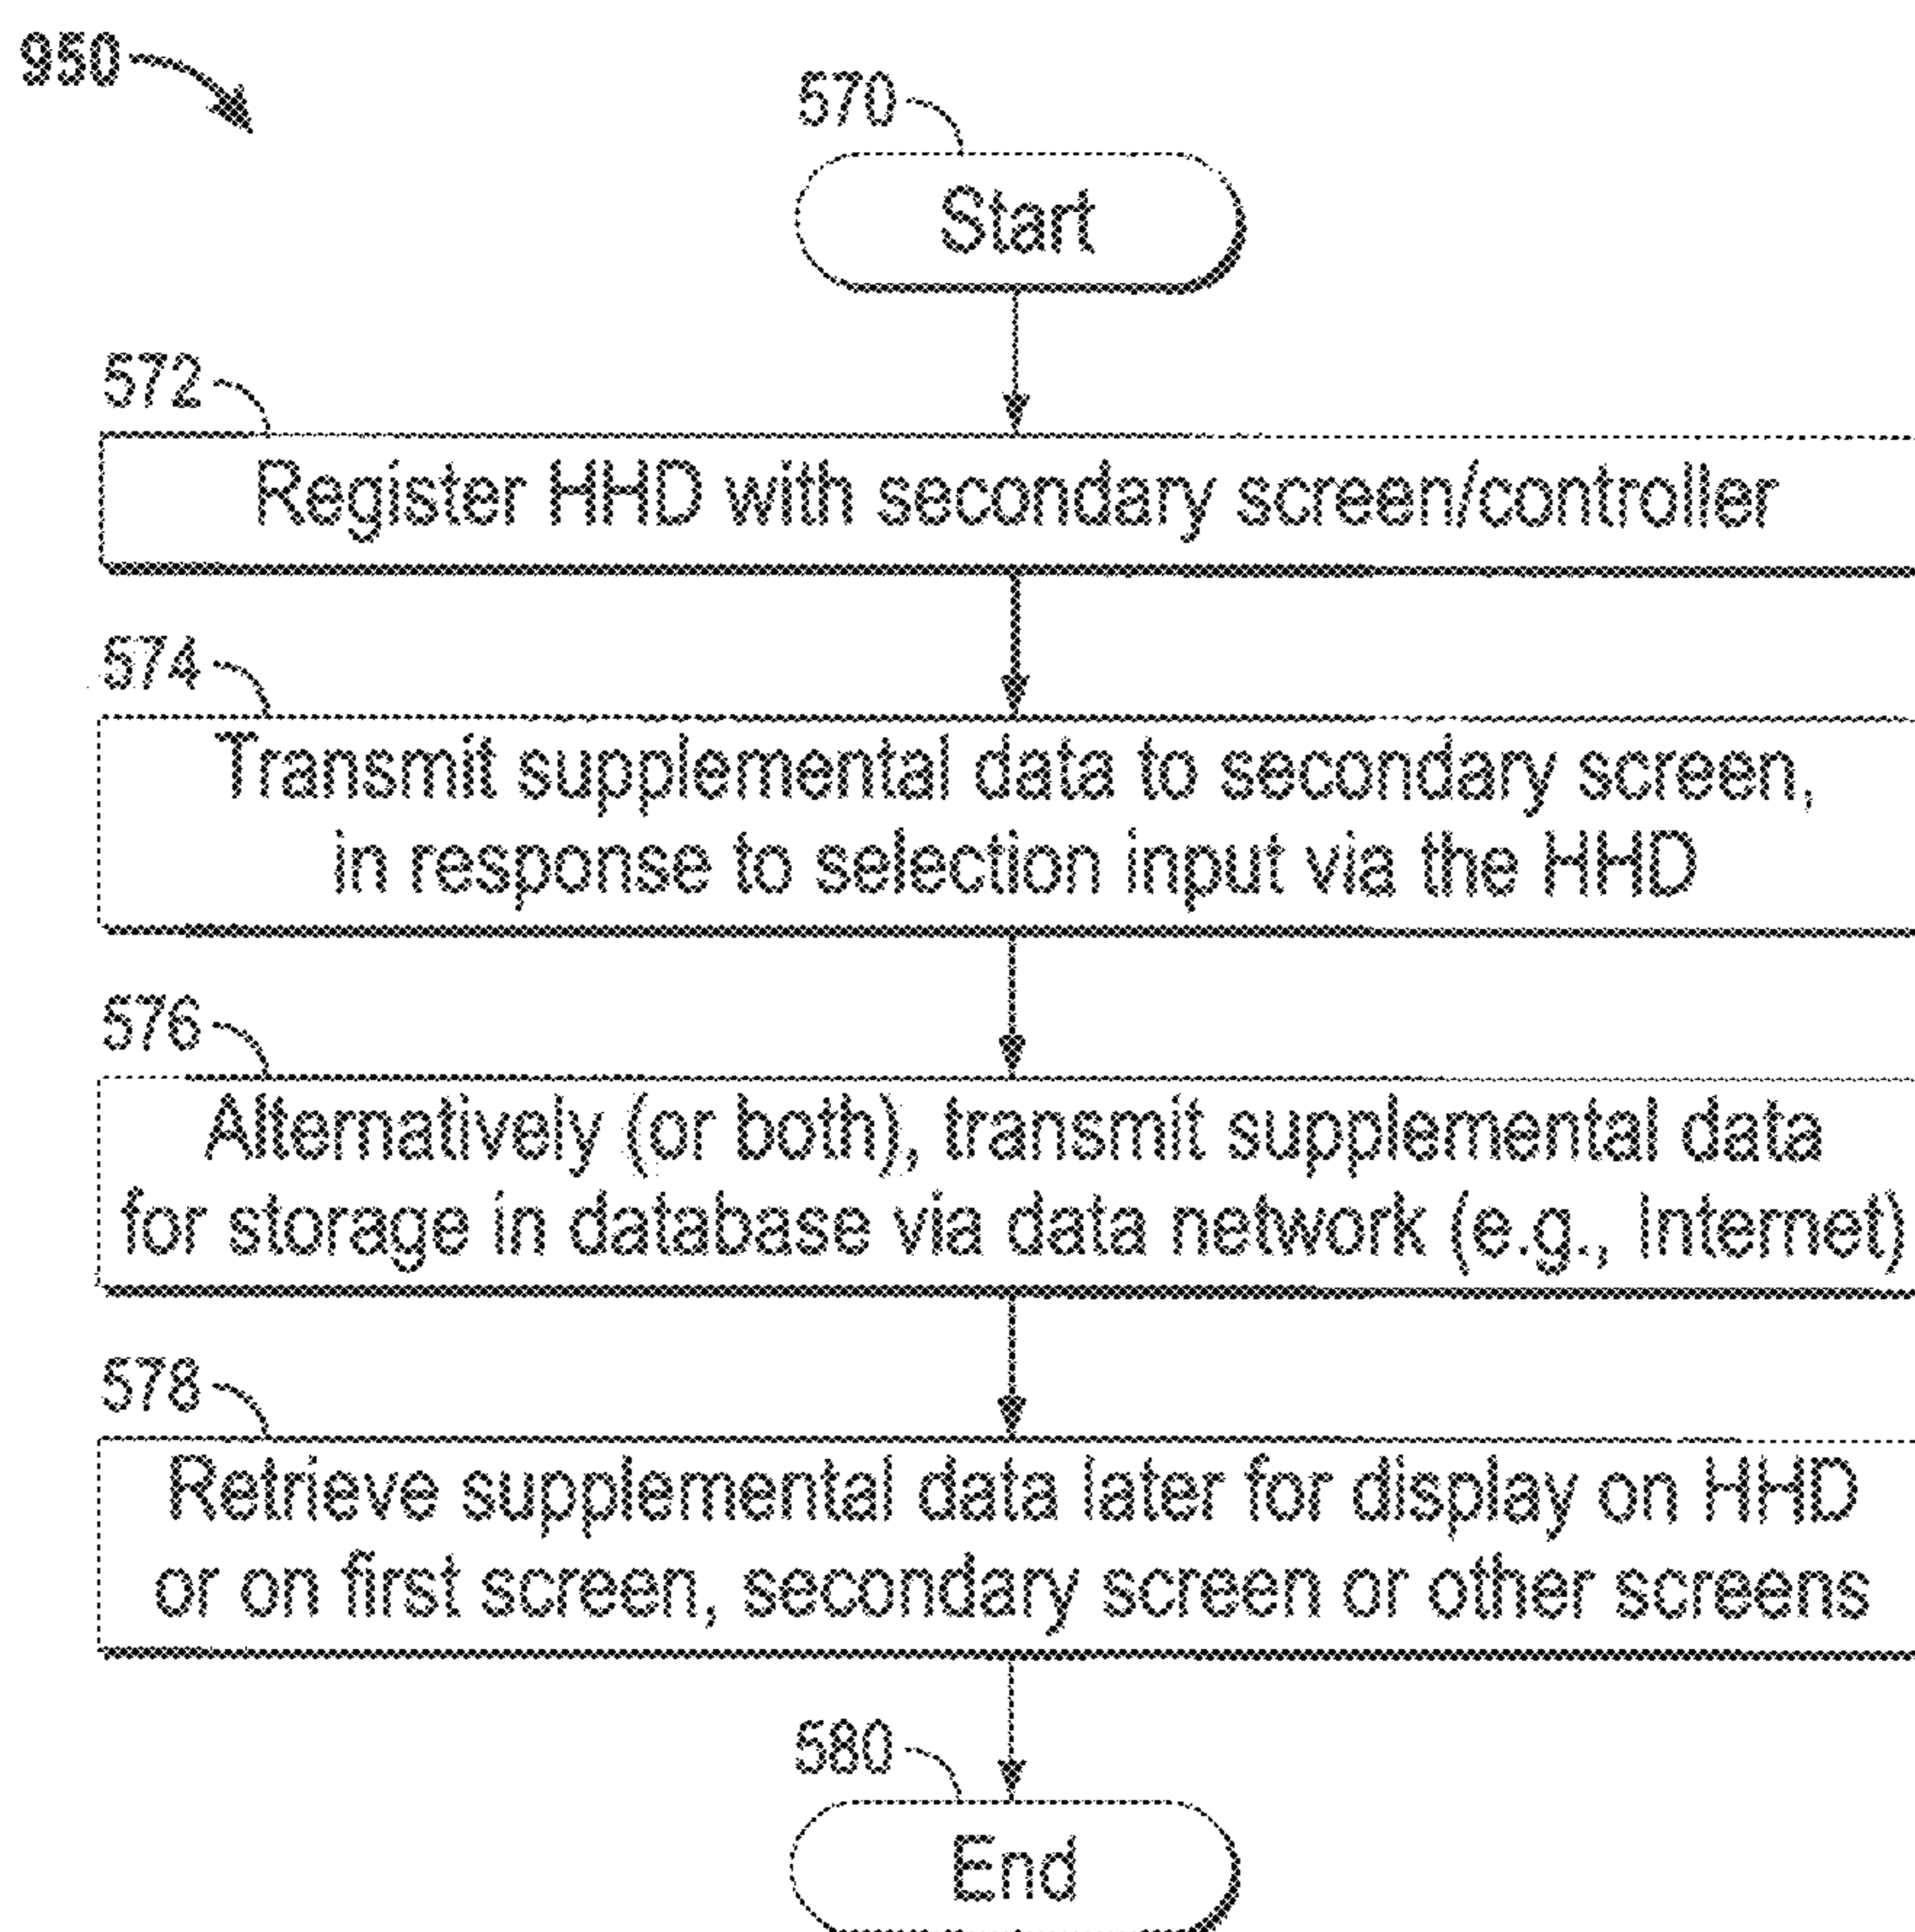 950
570
Start
572
Register HHD with secondary screen/controller
574
Transmit supplemental data to secondary screen,
in response to selection input via the HHD
576
Alternatively (or both), transmit supplemental data
for storage in database via data network (e.g., Internet)
578
Retrieve supplemental data later for display on HHD
or on first screen, secondary screen or other screens
580
End